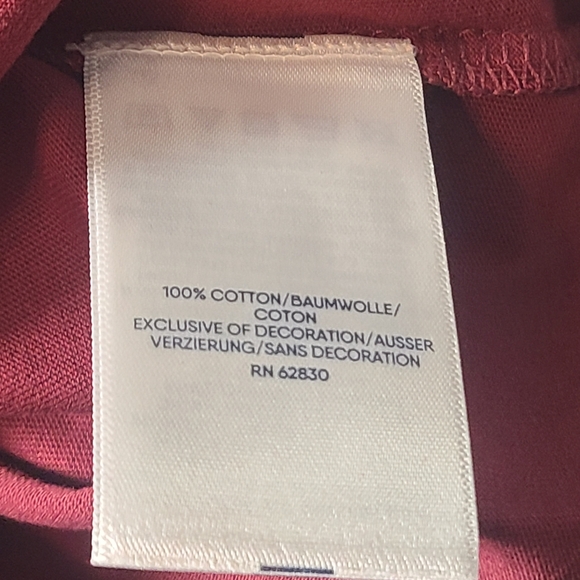 100% COTTON/BAUMWOLLE/
COTON
EXCLUSIVE OF DECORATION/AUSSER
VERZIERUNG/SANS DECORATION
RN 62830